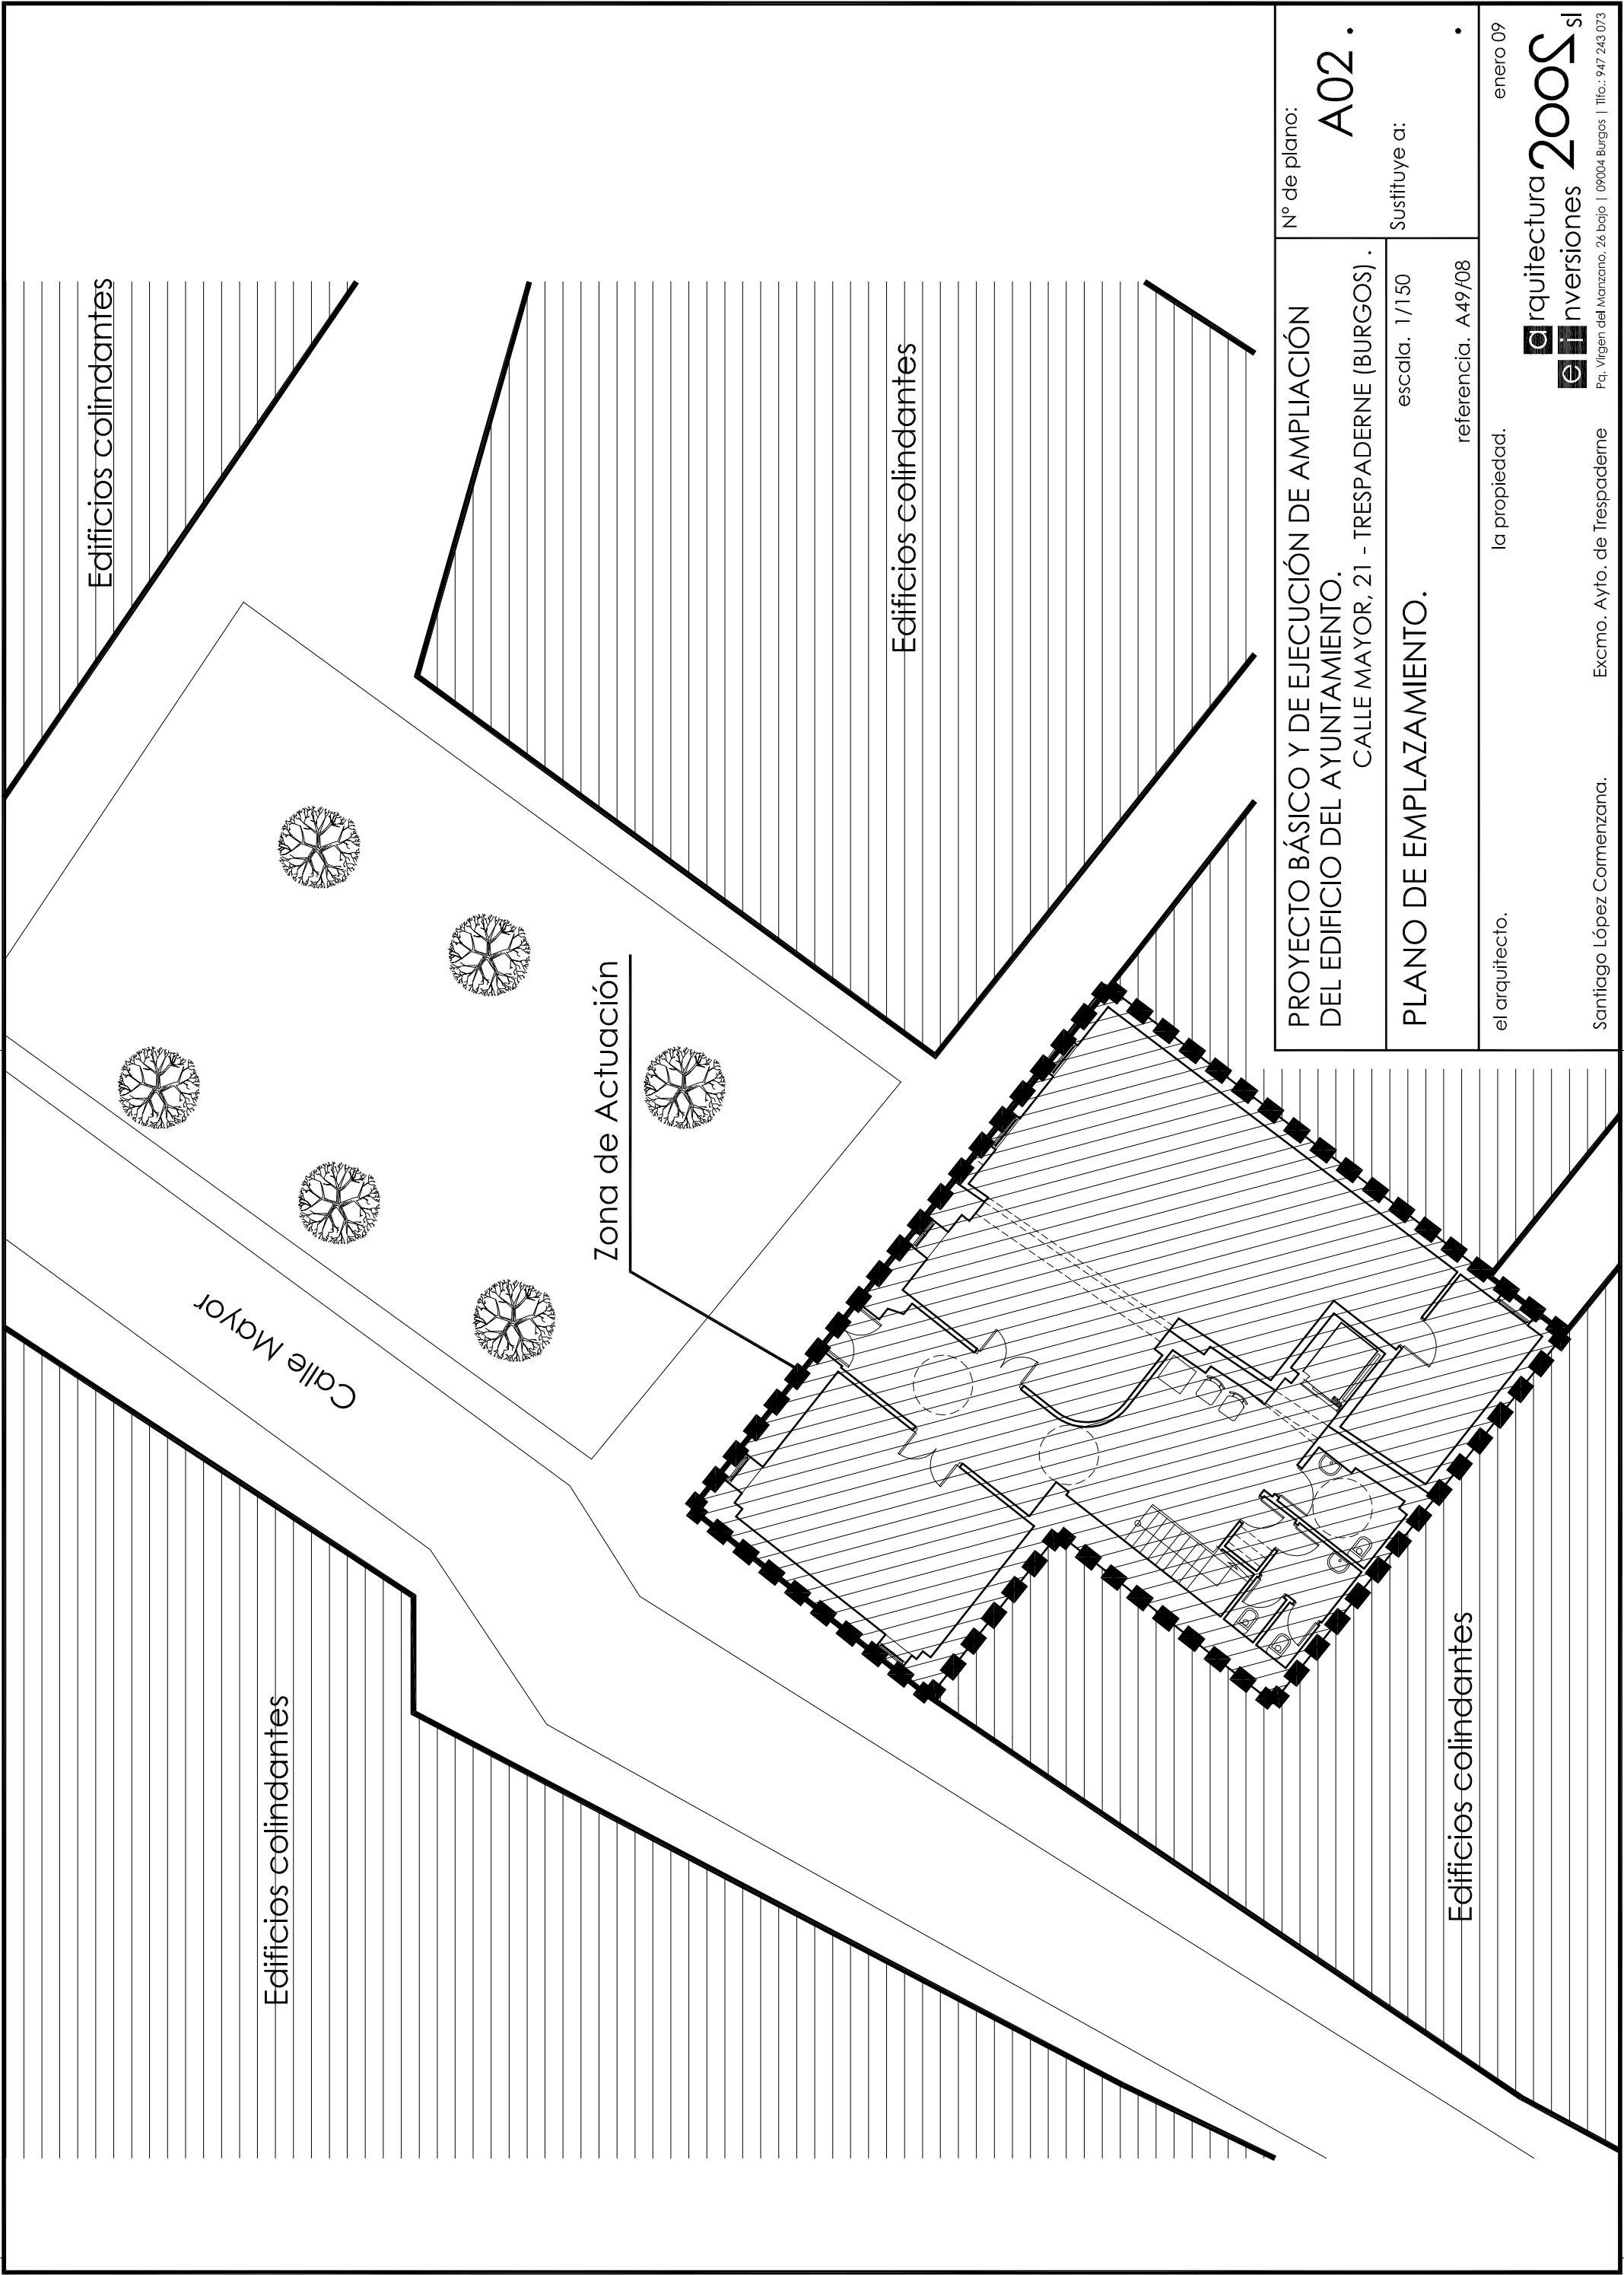 Edificios colindantes
Calle Mayor
Edificios colindantes
Zona de Actuación
Edificios colindantes
Edificios colindantes
PROYECTO BÁSICO Y DE EJECUCIÓN DE AMPLIACIÓN
DEL EDIFICIO DEL AYUNTAMIENTO.
CALLE MAYOR, 21 - TRESPADERNE (BURGOS) .
Nº de plano:
A02 .
PLANO DE EMPLAZAMIENTO.
escala. 1/150
referencia. A49/08
Sustituye a:
.
el arquitecto.
la propiedad.
enero 09
Santiago López Cormenzana.
Excmo. Ayto. de Trespaderne
arquitectura 2002 sl
e inversiones
Pq. Virgen del Manzano, 26 bajo | 09004 Burgos | Tlfo.: 947 243 073